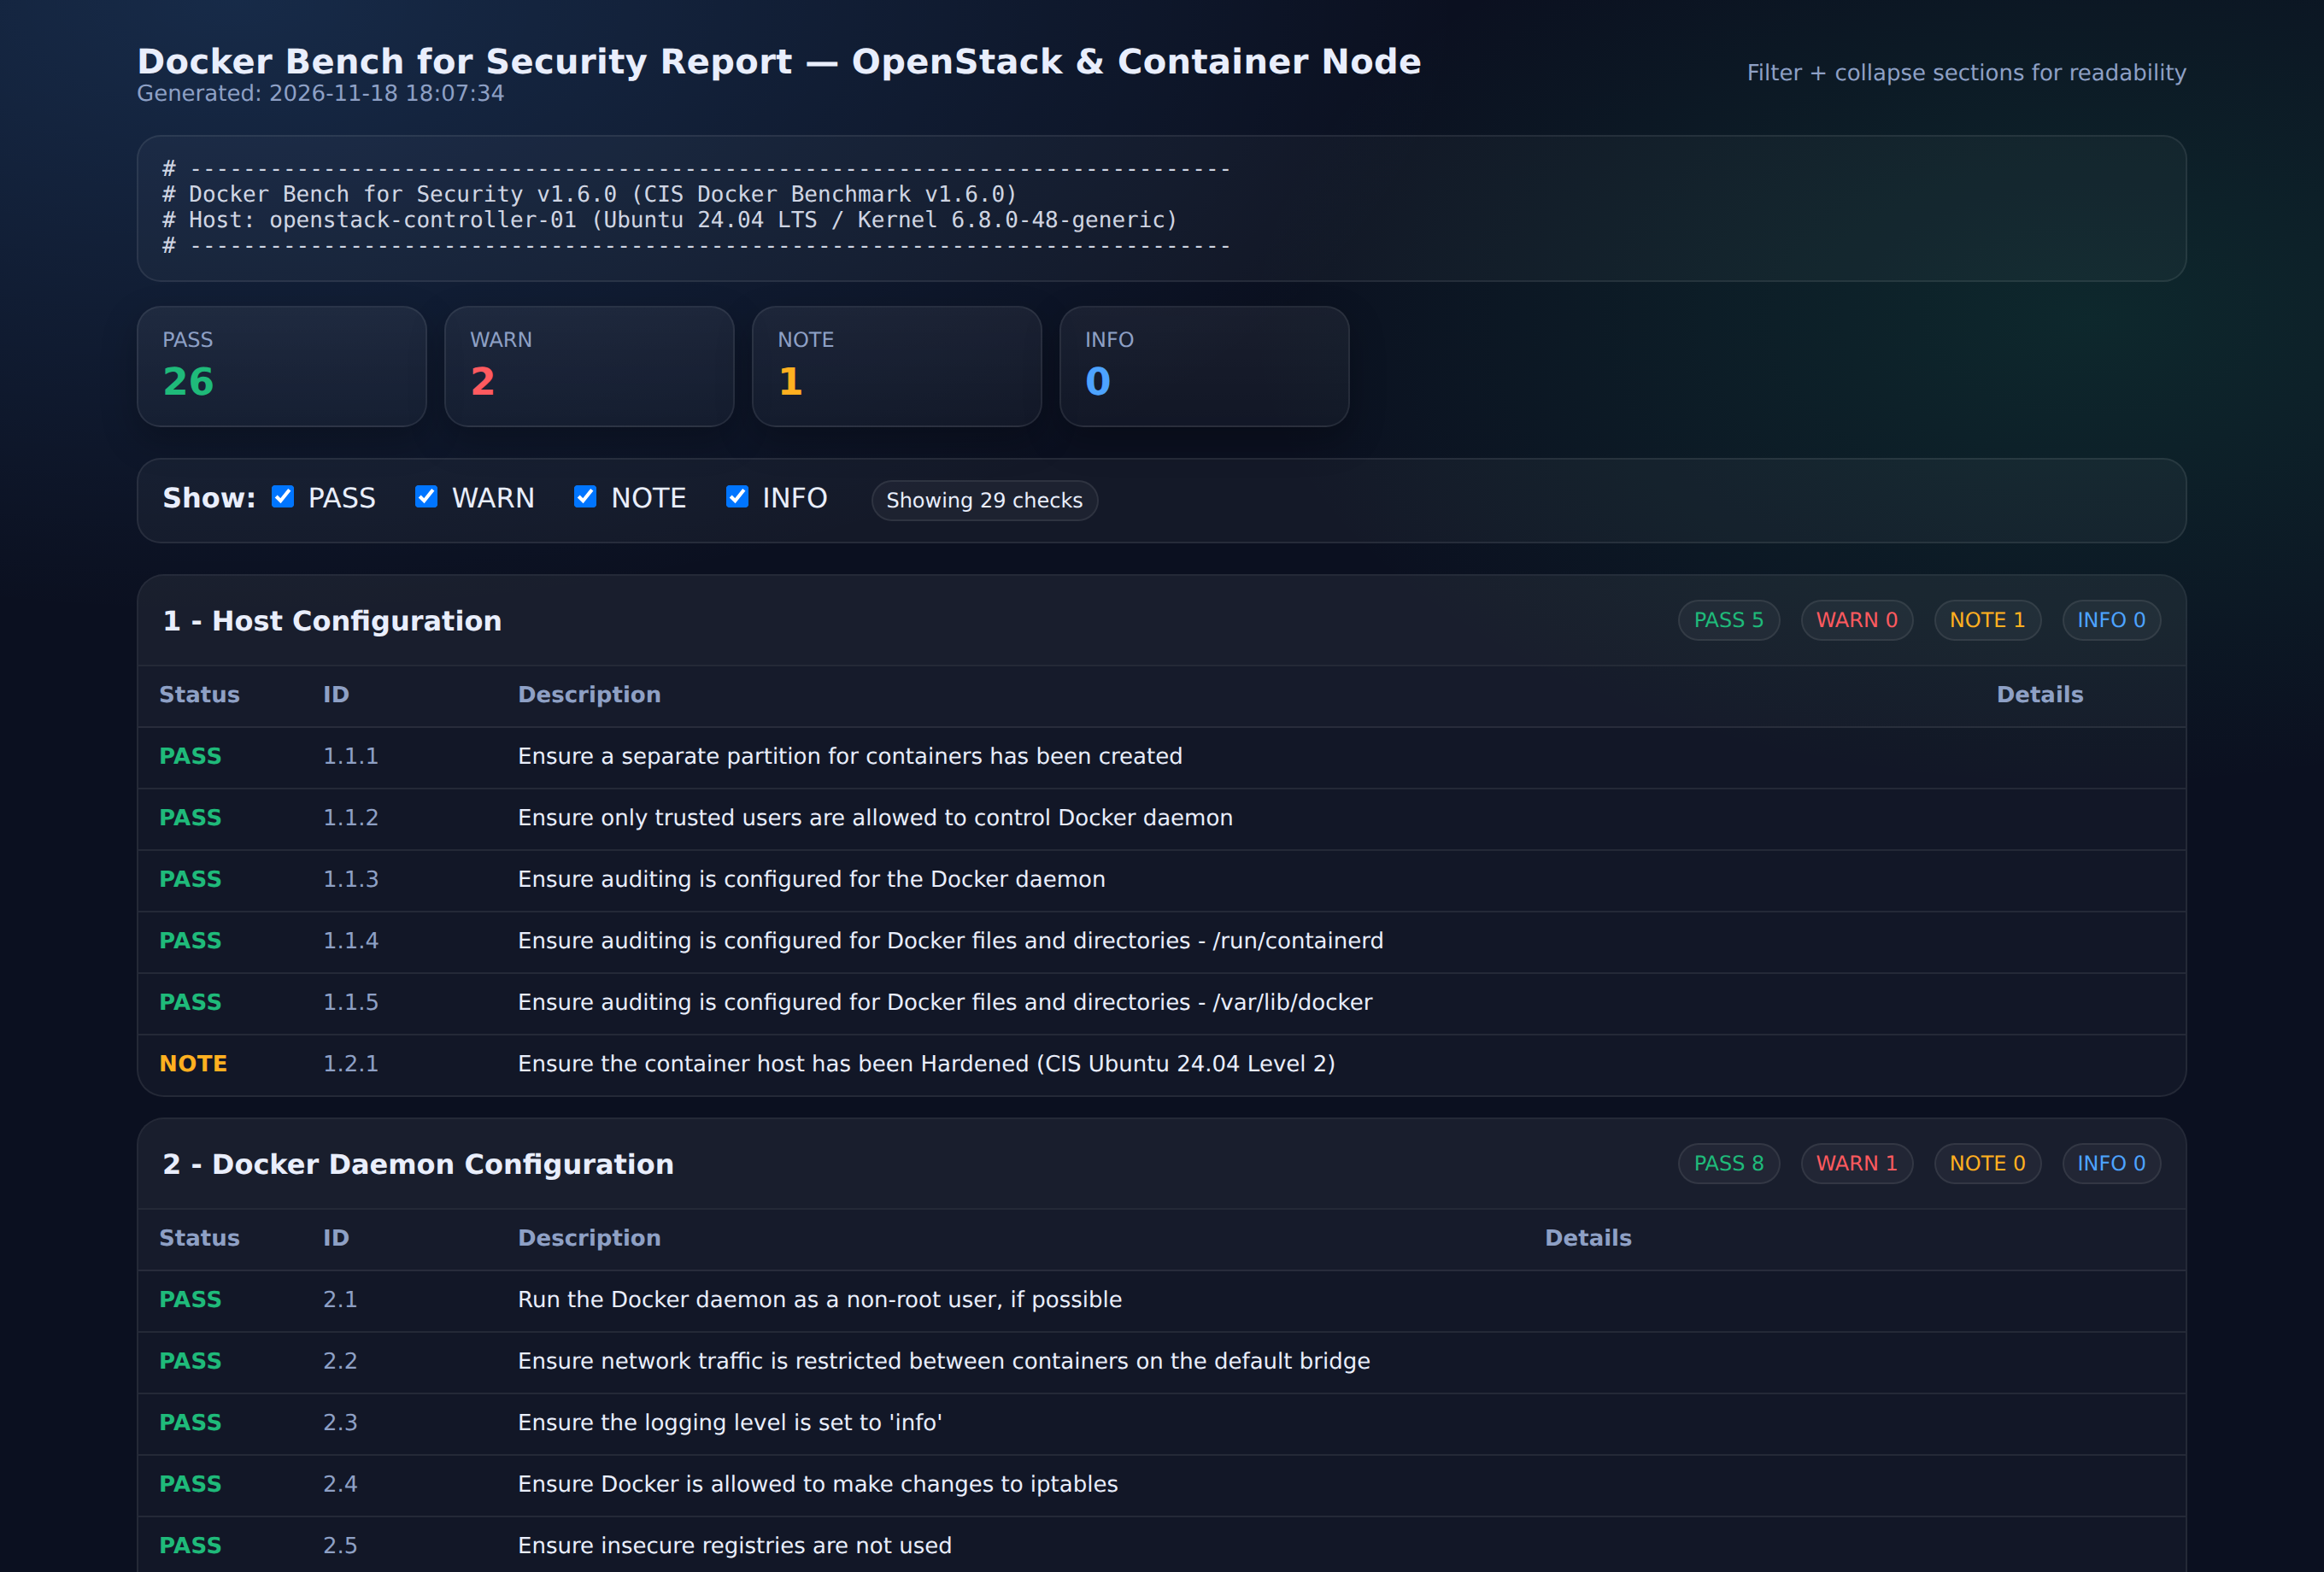 Docker Bench for Security Report — OpenStack & Container Node
Generated: 2026-11-18 18:07:34
Filter + collapse sections for readability
# ------------------------------------------------------------------------------
# Docker Bench for Security v1.6.0 (CIS Docker Benchmark v1.6.0)
# Host: openstack-controller-01 (Ubuntu 24.04 LTS / Kernel 6.8.0-48-generic)
# ------------------------------------------------------------------------------
PASS
26
WARN
2
NOTE
1
INFO
0
Show: PASS WARN NOTE INFO Showing 29 checks
1 - Host Configuration PASS 5 WARN 0 NOTE 1 INFO 0
Status ID Description Details
PASS 1.1.1 Ensure a separate partition for containers has been created
PASS 1.1.2 Ensure only trusted users are allowed to control Docker daemon
PASS 1.1.3 Ensure auditing is configured for the Docker daemon
PASS 1.1.4 Ensure auditing is configured for Docker files and directories - /run/containerd
PASS 1.1.5 Ensure auditing is configured for Docker files and directories - /var/lib/docker
NOTE 1.2.1 Ensure the container host has been Hardened (CIS Ubuntu 24.04 Level 2)
2 - Docker Daemon Configuration PASS 8 WARN 1 NOTE 0 INFO 0
Status ID Description Details
PASS 2.1 Run the Docker daemon as a non-root user, if possible
PASS 2.2 Ensure network traffic is restricted between containers on the default bridge
PASS 2.3 Ensure the logging level is set to 'info'
PASS 2.4 Ensure Docker is allowed to make changes to iptables
PASS 2.5 Ensure insecure registries are not used